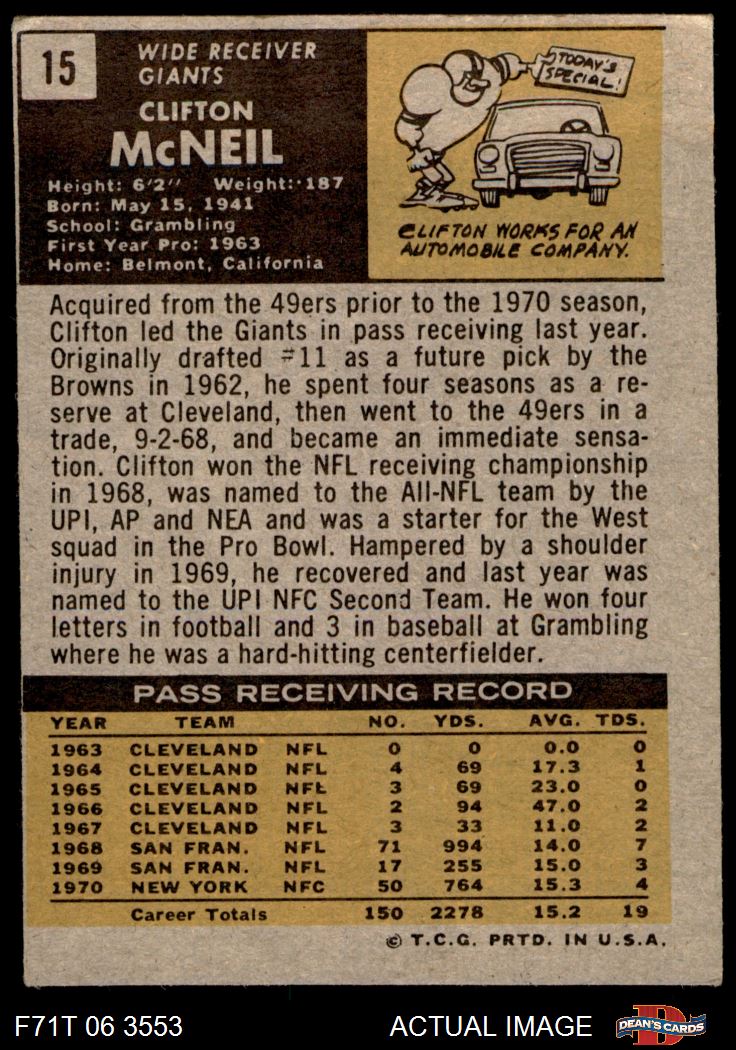 15
WIDE RECEIVER
GIANTS
CLIFTON
McNEIL
Height: 6'2" Weight: 187
Born: May 15, 1941
School: Grambling
First Year Pro: 1963
Home: Belmont, California
TODAY'S
SPECIAL!
CLIFTON WORKS FOR AN
AUTOMOBILE COMPANY.
Acquired from the 49ers prior to the 1970 season,
Clifton led the Giants in pass receiving last year.
Originally drafted #11 as a future pick by the
Browns in 1962, he spent four seasons as a re-
serve at Cleveland, then went to the 49ers in a
trade, 9-2-68, and became an immediate sensa-
tion. Clifton won the NFL receiving championship
in 1968, was named to the All-NFL team by the
UPI, AP and NEA and was a starter for the West
squad in the Pro Bowl. Hampered by a shoulder
injury in 1969, he recovered and last year was
named to the UPI NFC Second Team. He won four
letters in football and 3 in baseball at Grambling
where he was a hard-hitting centerfielder.
PASS RECEIVING RECORD
YEAR TEAM NO. YDS. AVG. TDS.
1963 CLEVELAND NFL 0 0 0.0 0
1964 CLEVELAND NFL 4 69 17.3 1
1965 CLEVELAND NFL 3 69 23.0 0
1966 CLEVELAND NFL 2 94 47.0 2
1967 CLEVELAND NFL 3 33 11.0 2
1968 SAN FRAN. NFL 71 994 14.0 7
1969 SAN FRAN. NFL 17 255 15.0 3
1970 NEW YORK NFC 50 764 15.3 4
Career Totals 150 2278 15.2 19
© T.C.G. PRTD. IN U.S.A.
F71T 06 3553 ACTUAL IMAGE D DEAN'S CARDS